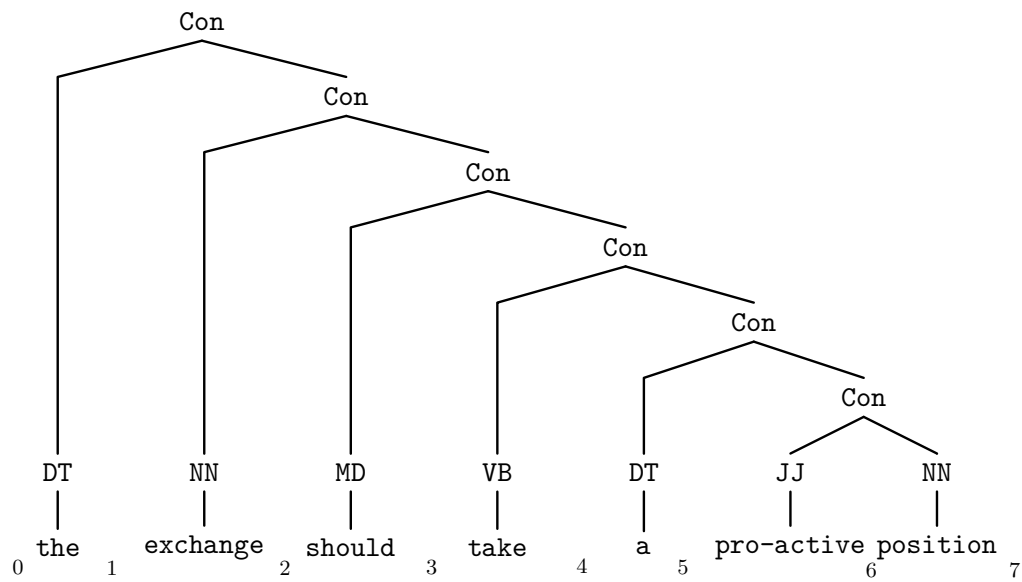 Con
Con
Con
Con
Con
Con
DT NN MD VB DT JJ NN
the exchange should take a pro-active position
0 1 2 3 4 5 6 7